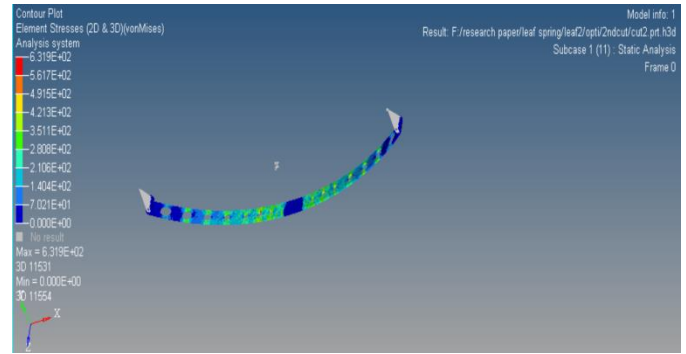 Contour Plot
Element Stresses (2D & 3D)(vonMises)
Analysis system
6.319E+02
5.617E+02
4.915E+02
4.213E+02
3.511E+02
2.808E+02
2.106E+02
1.404E+02
7.021E+01
0.000E+00
No result
Max = 6.319E+02
3D 11531
Min = 0.000E+00
3D 11554
X
Z
Model info: 1
Result: F:/research paper/leaf spring/leaf2/opti/2ndcut/cut2.prt.h3d
Subcase 1 (11) : Static Analysis
Frame 0